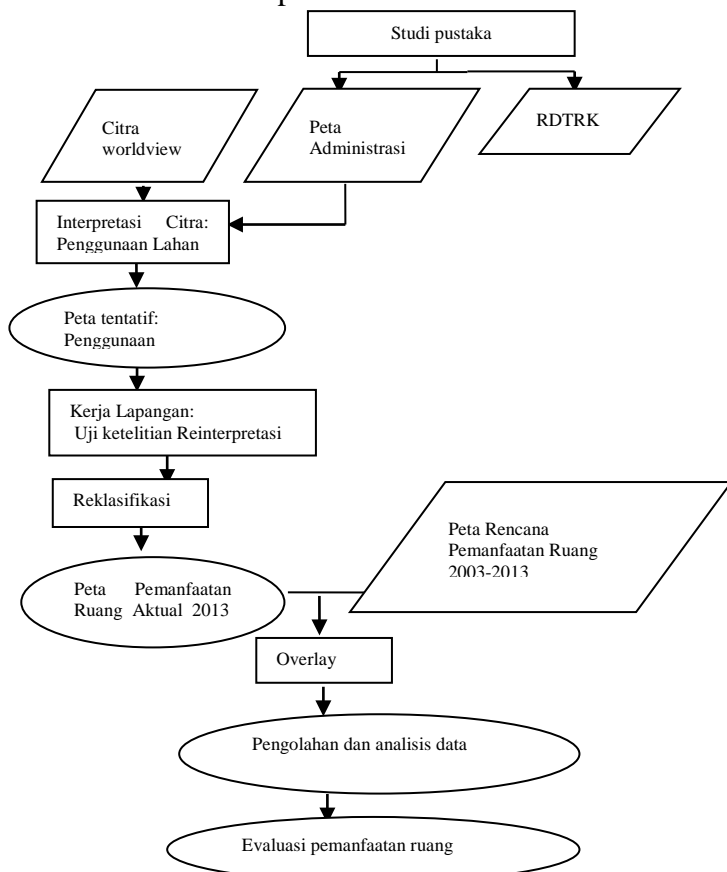 Studi pustaka
Citra
worldview
Peta
Administrasi
RDTRK
Interpretasi Citra:
Penggunaan Lahan
Peta tentatif:
Penggunaan
Kerja Lapangan:
Uji ketelitian Reinterpretasi
Reklasifikasi
Peta Rencana
Pemanfaatan Ruang
2003-2013
Peta Pemanfaatan
Ruang Aktual 2013
Overlay
Pengolahan dan analisis data
Evaluasi pemanfaatan ruang